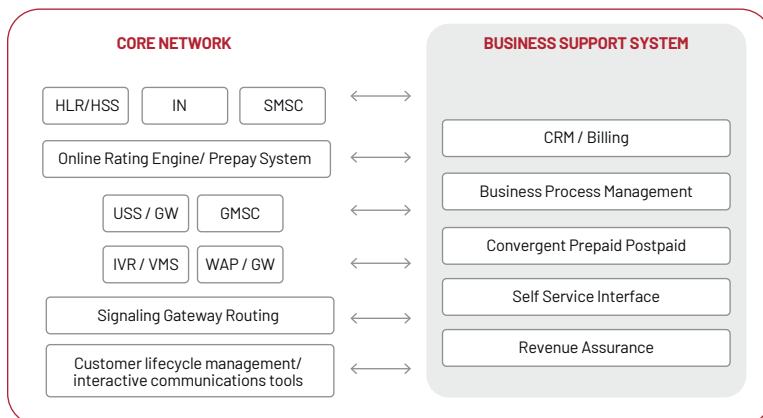 CORE NETWORK
HLR/HSS
IN
SMSC
Online Rating Engine/ Prepay System
USS / GW
GMSC
IVR / VMS
WAP / GW
Signaling Gateway Routing
Customer lifecycle management/
interactive communications tools
BUSINESS SUPPORT SYSTEM
CRM / Billing
Business Process Management
Convergent Prepaid Postpaid
Self Service Interface
Revenue Assurance